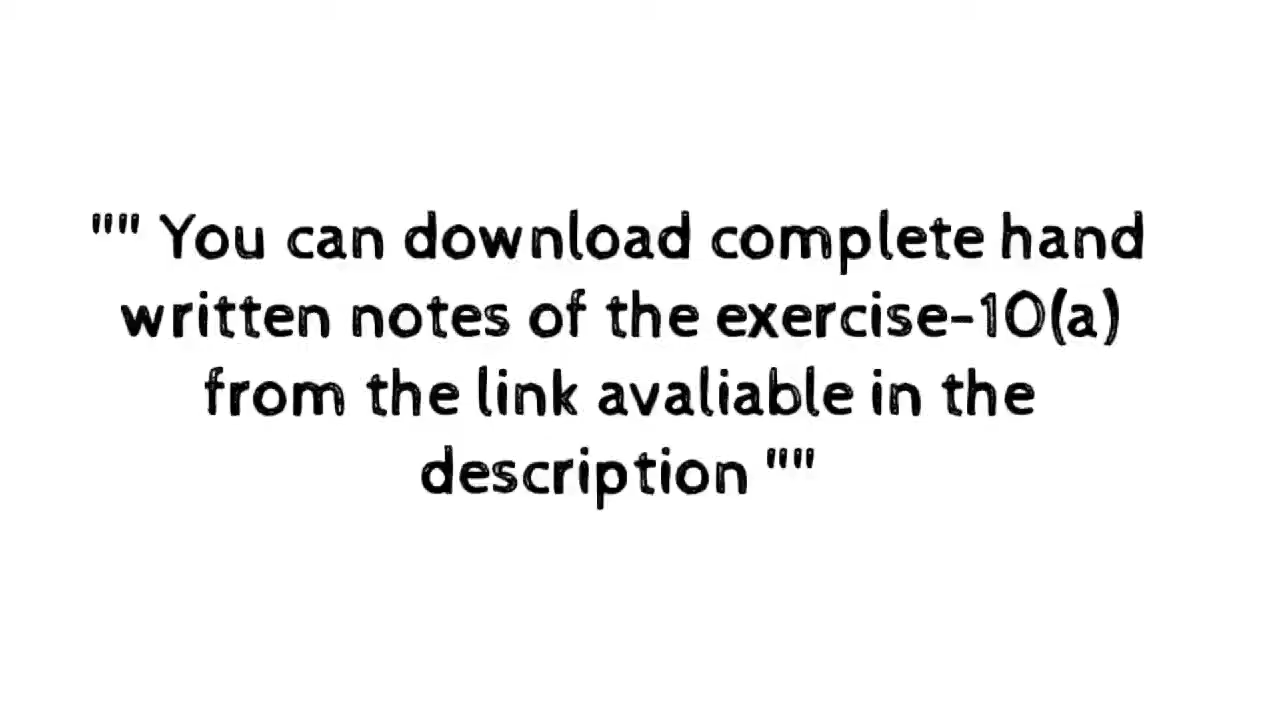 "" You can download complete hand
written notes of the exercise-10(a)
from the link avaliable in the
description ""